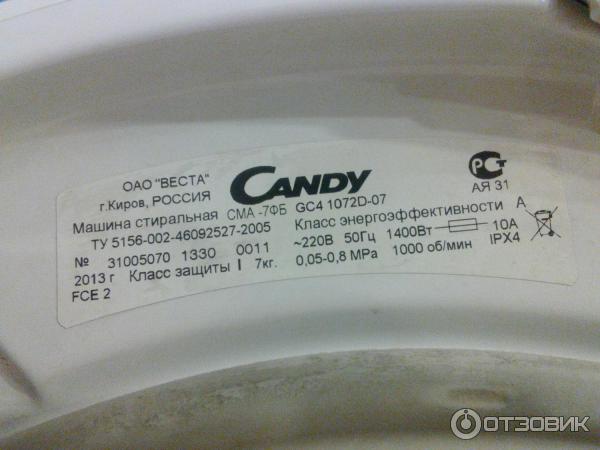 ОАО "ВЕСТА"
г.Киров, РОССИЯ
CANDY
РСТ
АЯ 31
Машина стиральная СМА -7ФБ GC4 1072D-07
ТУ 5156-002-46092527-2005 Класс энергоэффективности А
№ 31005070 1330 0011 ~220В 50Гц 1400Вт 10А
2013 г Класс защиты I 7кг. 0,05-0,8 МРа 1000 об/мин IPX4
FCE 2
ОТЗОВИК